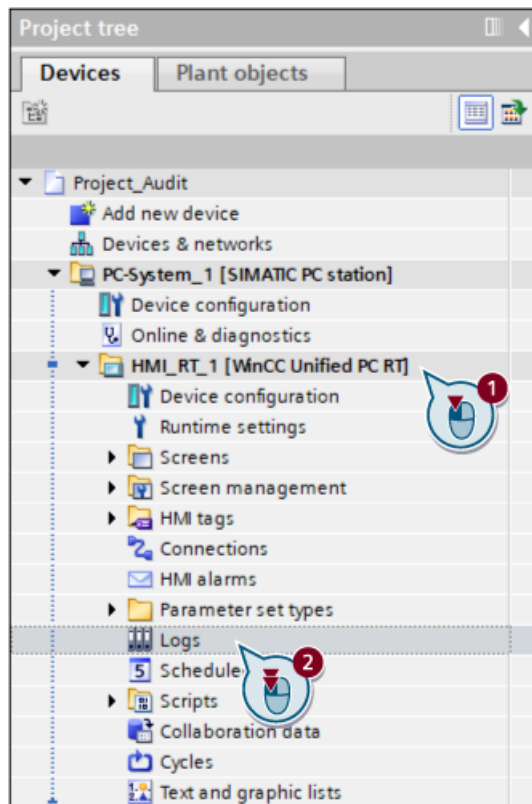 Project tree
Devices
Plant objects
Project_Audit
Add new device
Devices & networks
PC-System_1 [SIMATIC PC station]
Device configuration
Online & diagnostics
HMI_RT_1 [WinCC Unified PC RT]
1
Device configuration
Runtime settings
Screens
Screen management
HMI tags
Connections
HMI alarms
Parameter set types
Logs
2
Schedule
Scripts
Collaboration data
Cycles
Text and graphic lists